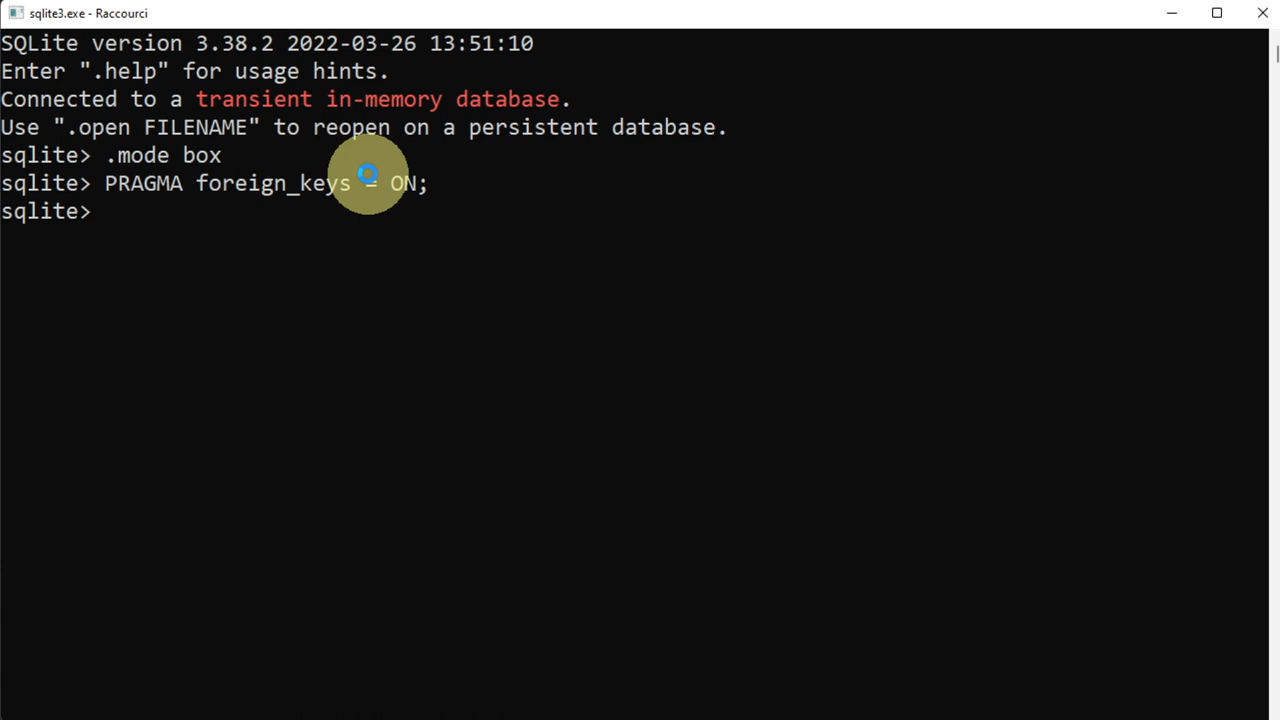 sqlite3.exe - Raccourci
SQLite version 3.38.2 2022-03-26 13:51:10
Enter ".help" for usage hints.
Connected to a transient in-memory database.
Use ".open FILENAME" to reopen on a persistent database.
sqlite> .mode box
sqlite> PRAGMA foreign_keys = ON;
sqlite>